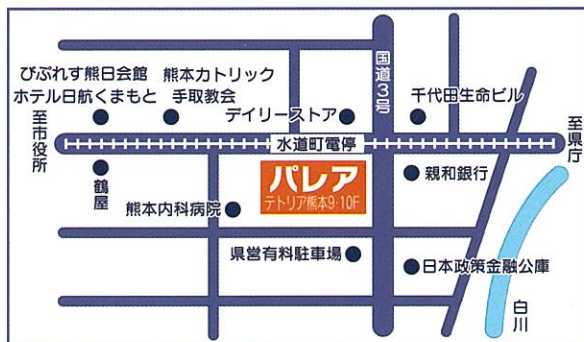 びぷれす熊日会館
ホテル日航くまもと
熊本カトリック
手取教会
デイリーストア
国道3号
千代田生命ビル
至市役所
水道町電停
至県庁
鶴屋
パレア
テトリア熊本9・10F
親和銀行
熊本内科病院
県営有料駐車場
日本政策金融公庫
白川